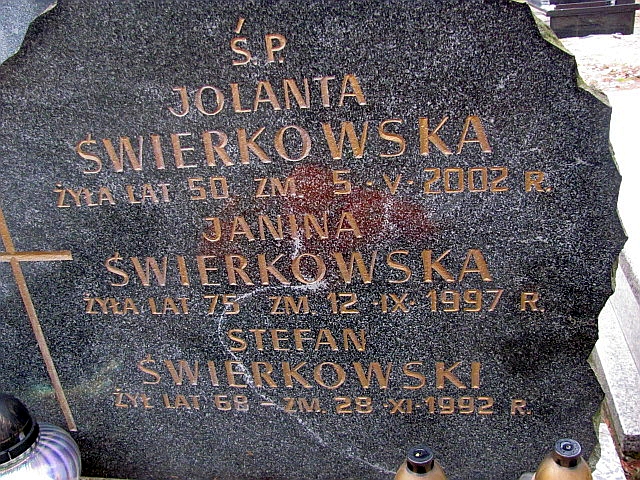 Ś.P.
JOLANTA
ŚWIERKOWSKA
ŻYŁA LAT 50 ZM. 5·V·2002 R.
JANINA
ŚWIERKOWSKA
ŻYŁA LAT 75 ZM. 12·IX·1997 R.
STEFAN
ŚWIERKOWSKI
ŻYŁ LAT 68 ZM. 28·XI·1992 R.